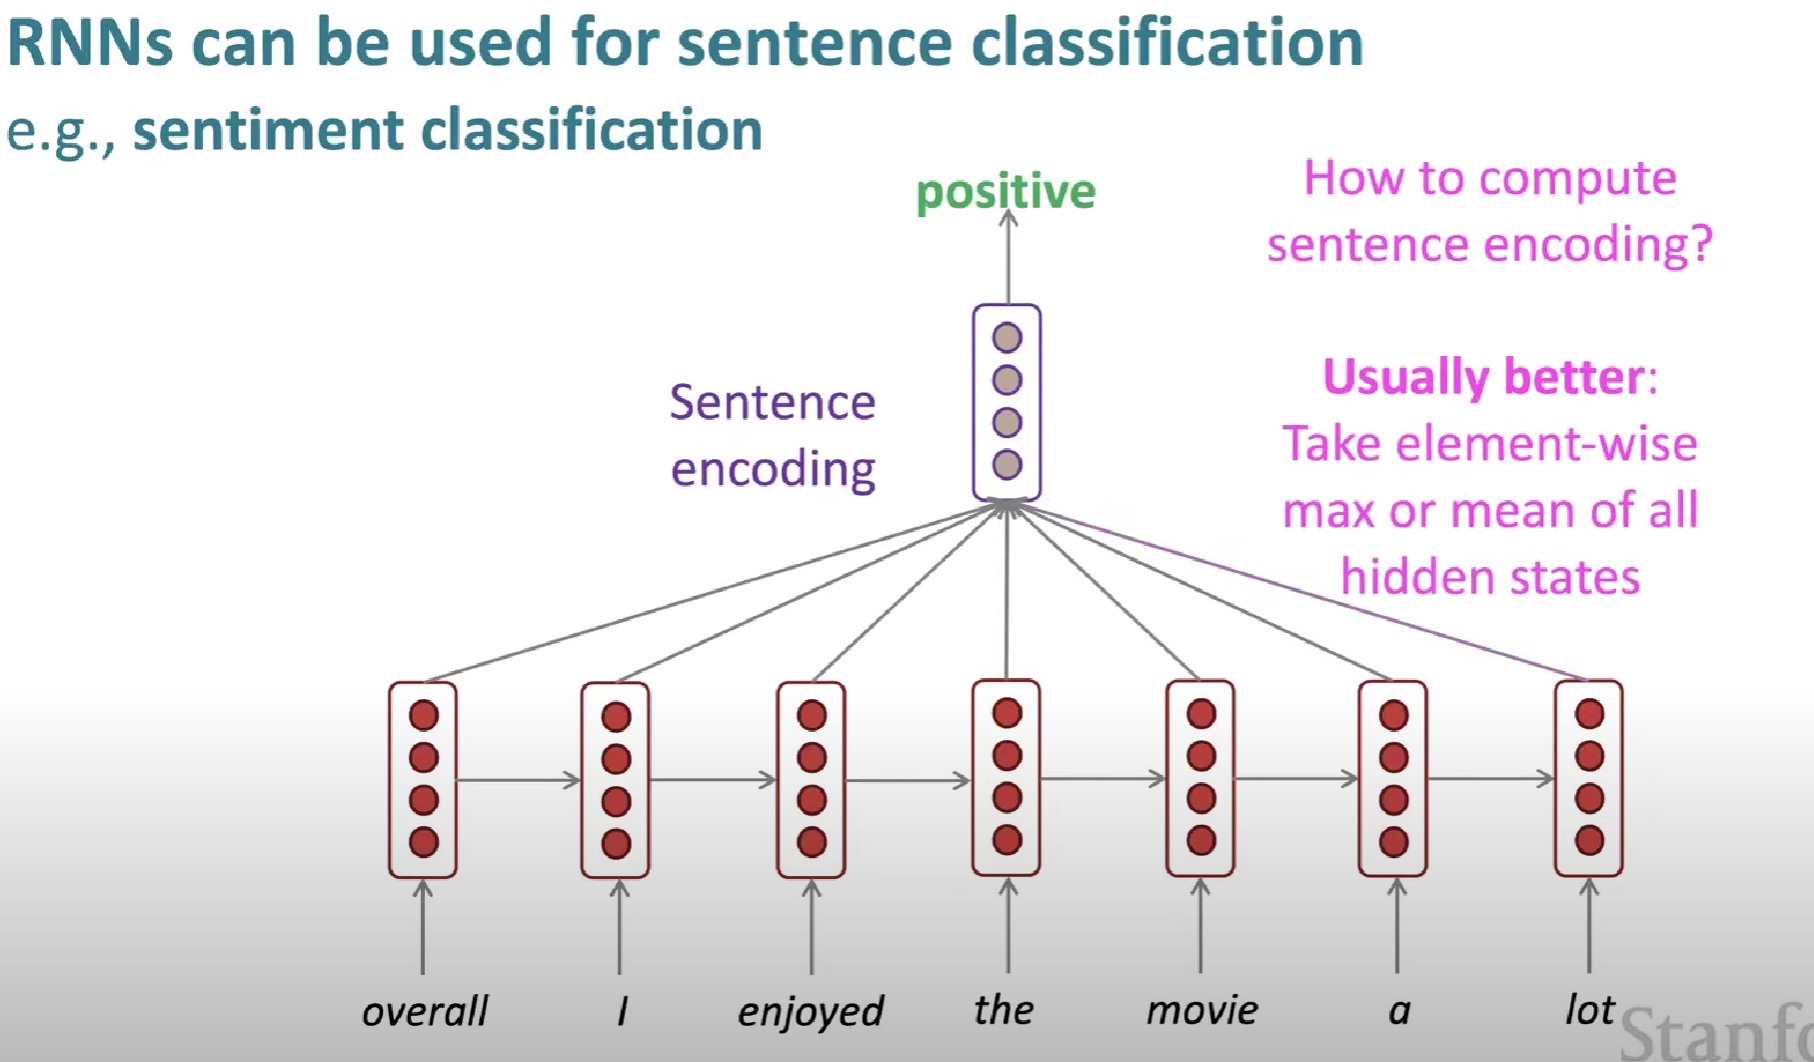 RNNs can be used for sentence classification
e.g., sentiment classification
positive
How to compute
sentence encoding?
Usually better:
Take element-wise
max or mean of all
hidden states
Sentence
encoding
overall I enjoyed the movie a lot